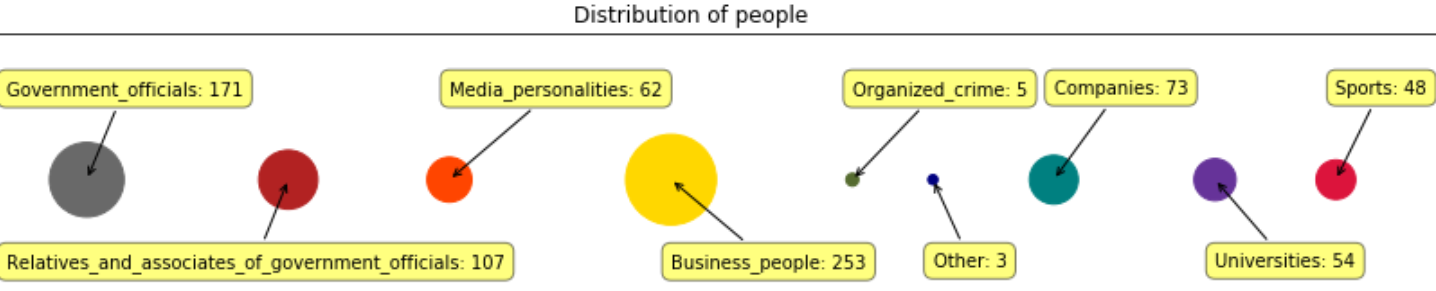 Distribution of people
Government_officials: 171
Media_personalities: 62
Organized_crime: 5
Companies: 73
Sports: 48
Relatives_and_associates_of_government_officials: 107
Business_people: 253
Other: 3
Universities: 54